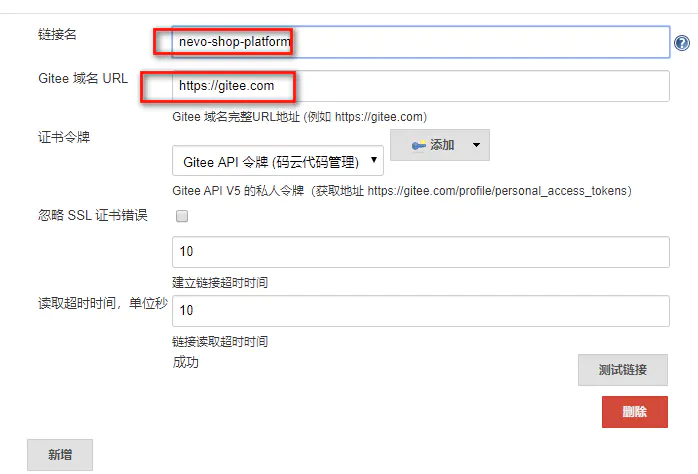 链接名
nevo-shop-platform
Gitee 域名 URL
https://gitee.com
Gitee 域名完整URL地址 (例如 https://gitee.com)
证书令牌
Gitee API 令牌 (码云代码管理)
添加
Gitee API V5 的私人令牌（获取地址 https://gitee.com/profile/personal_access_tokens）
忽略 SSL 证书错误
10
建立链接超时时间
读取超时时间，单位秒
10
链接读取超时时间
成功
测试链接
删除
新增